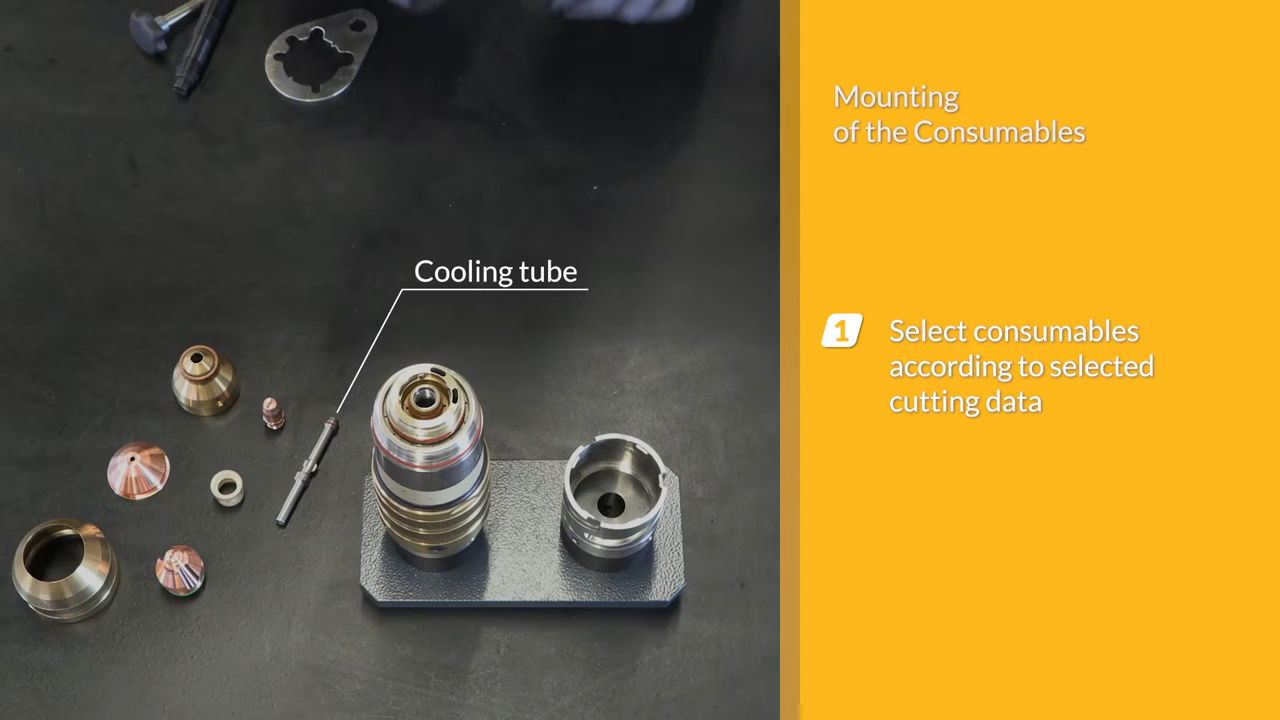 Cooling tube
Mounting
of the Consumables
1
Select consumables
according to selected
cutting data